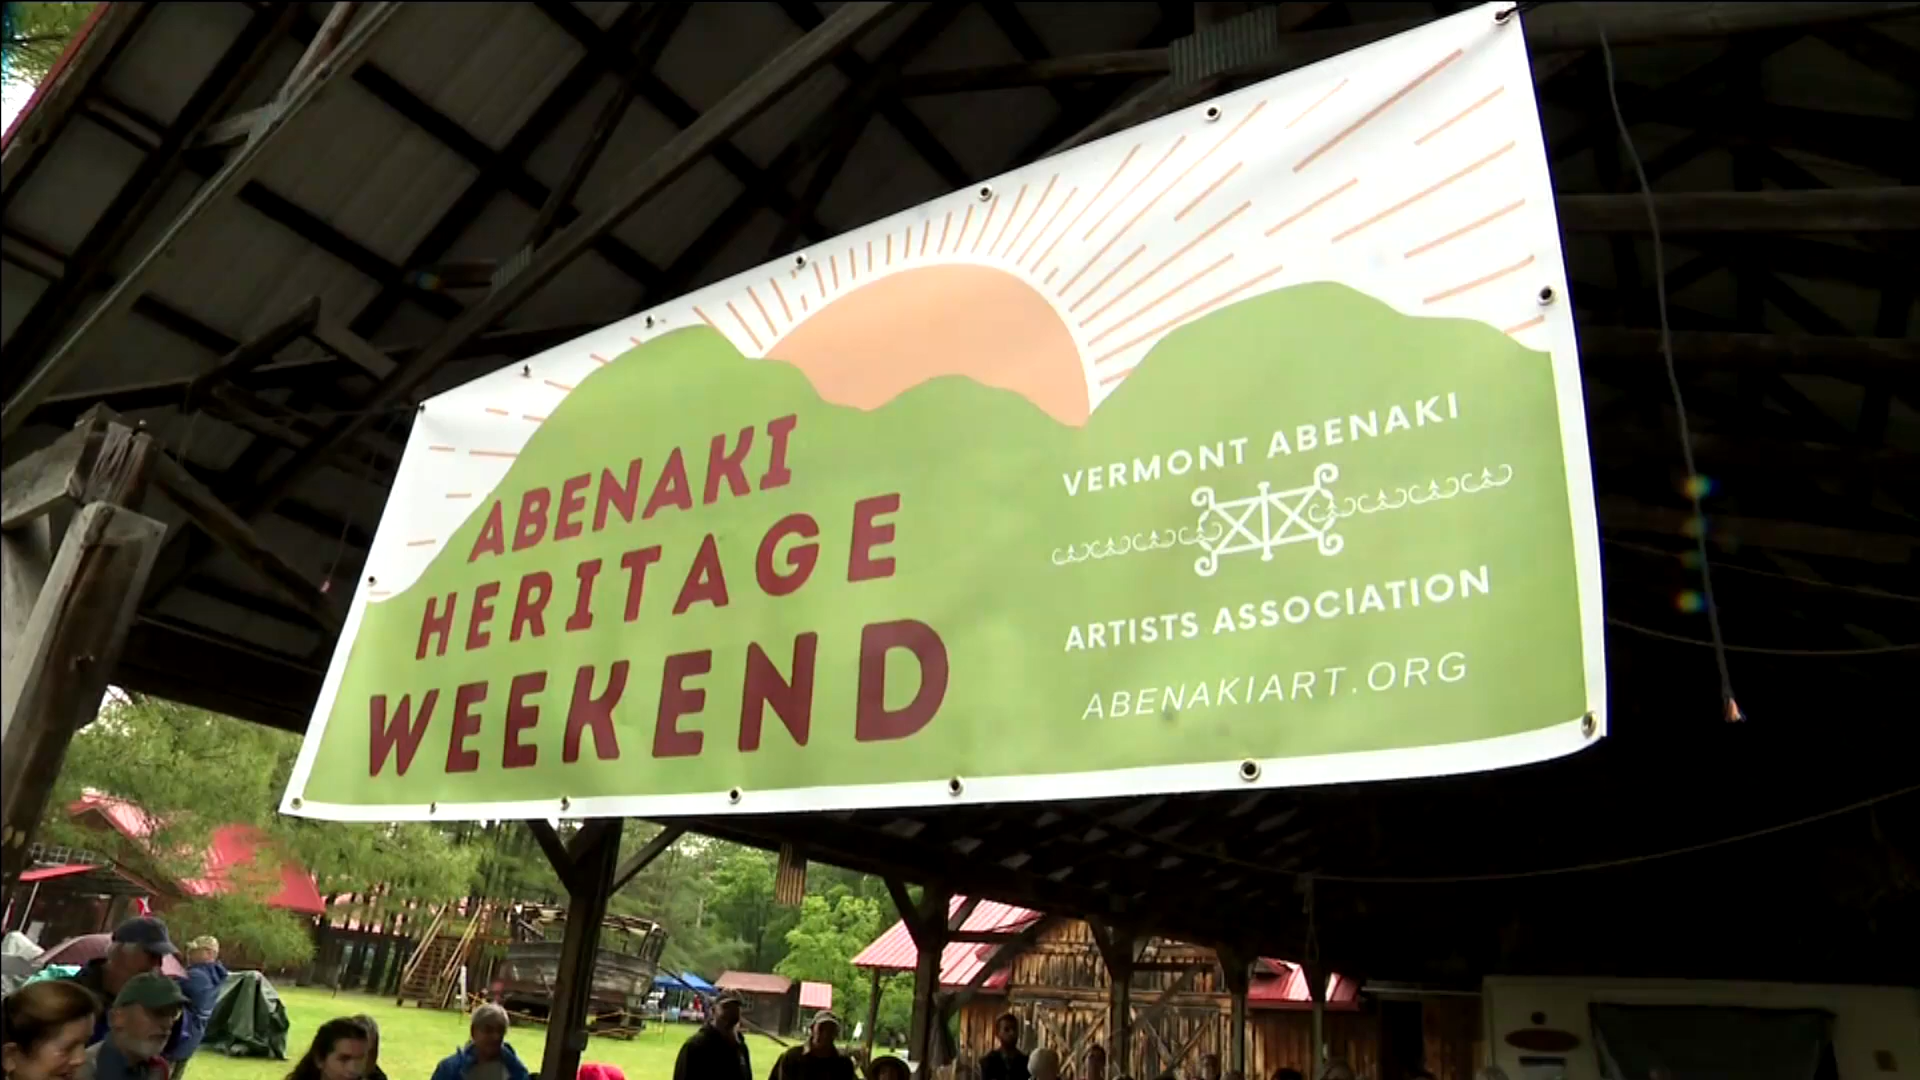 ABENAKI
HERITAGE
WEEKEND
VERMONT ABENAKI
ARTISTS ASSOCIATION
ABENAKIART.ORG